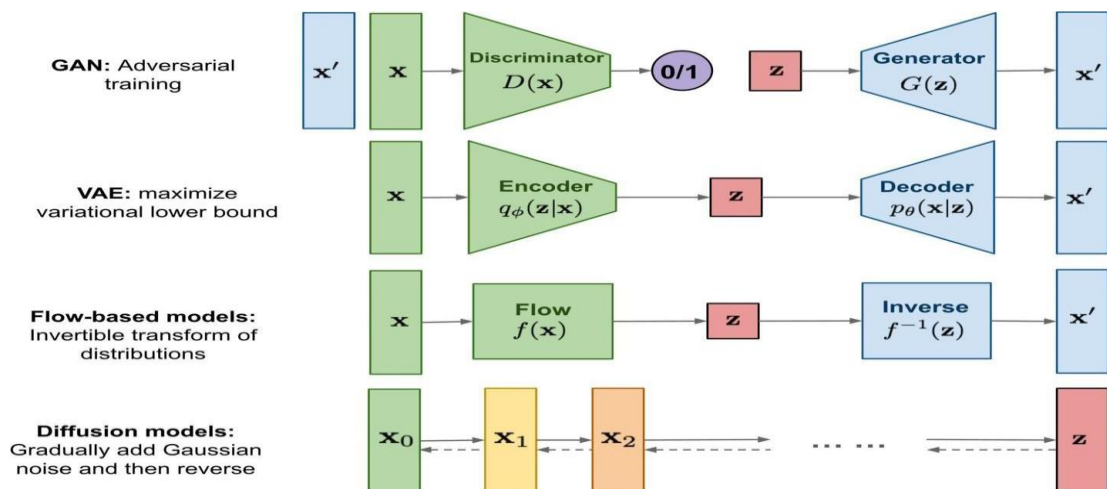 GAN: Adversarial
training
x′
x
Discriminator
D(x)
0/1
z
Generator
G(z)
x′
VAE: maximize
variational lower bound
x
Encoder
qϕ(z|x)
z
Decoder
pθ(x|z)
x′
Flow-based models:
Invertible transform of
distributions
x
Flow
f(x)
z
Inverse
f⁻¹(z)
x′
Diffusion models:
Gradually add Gaussian
noise and then reverse
x₀
x₁
x₂
... ...
z